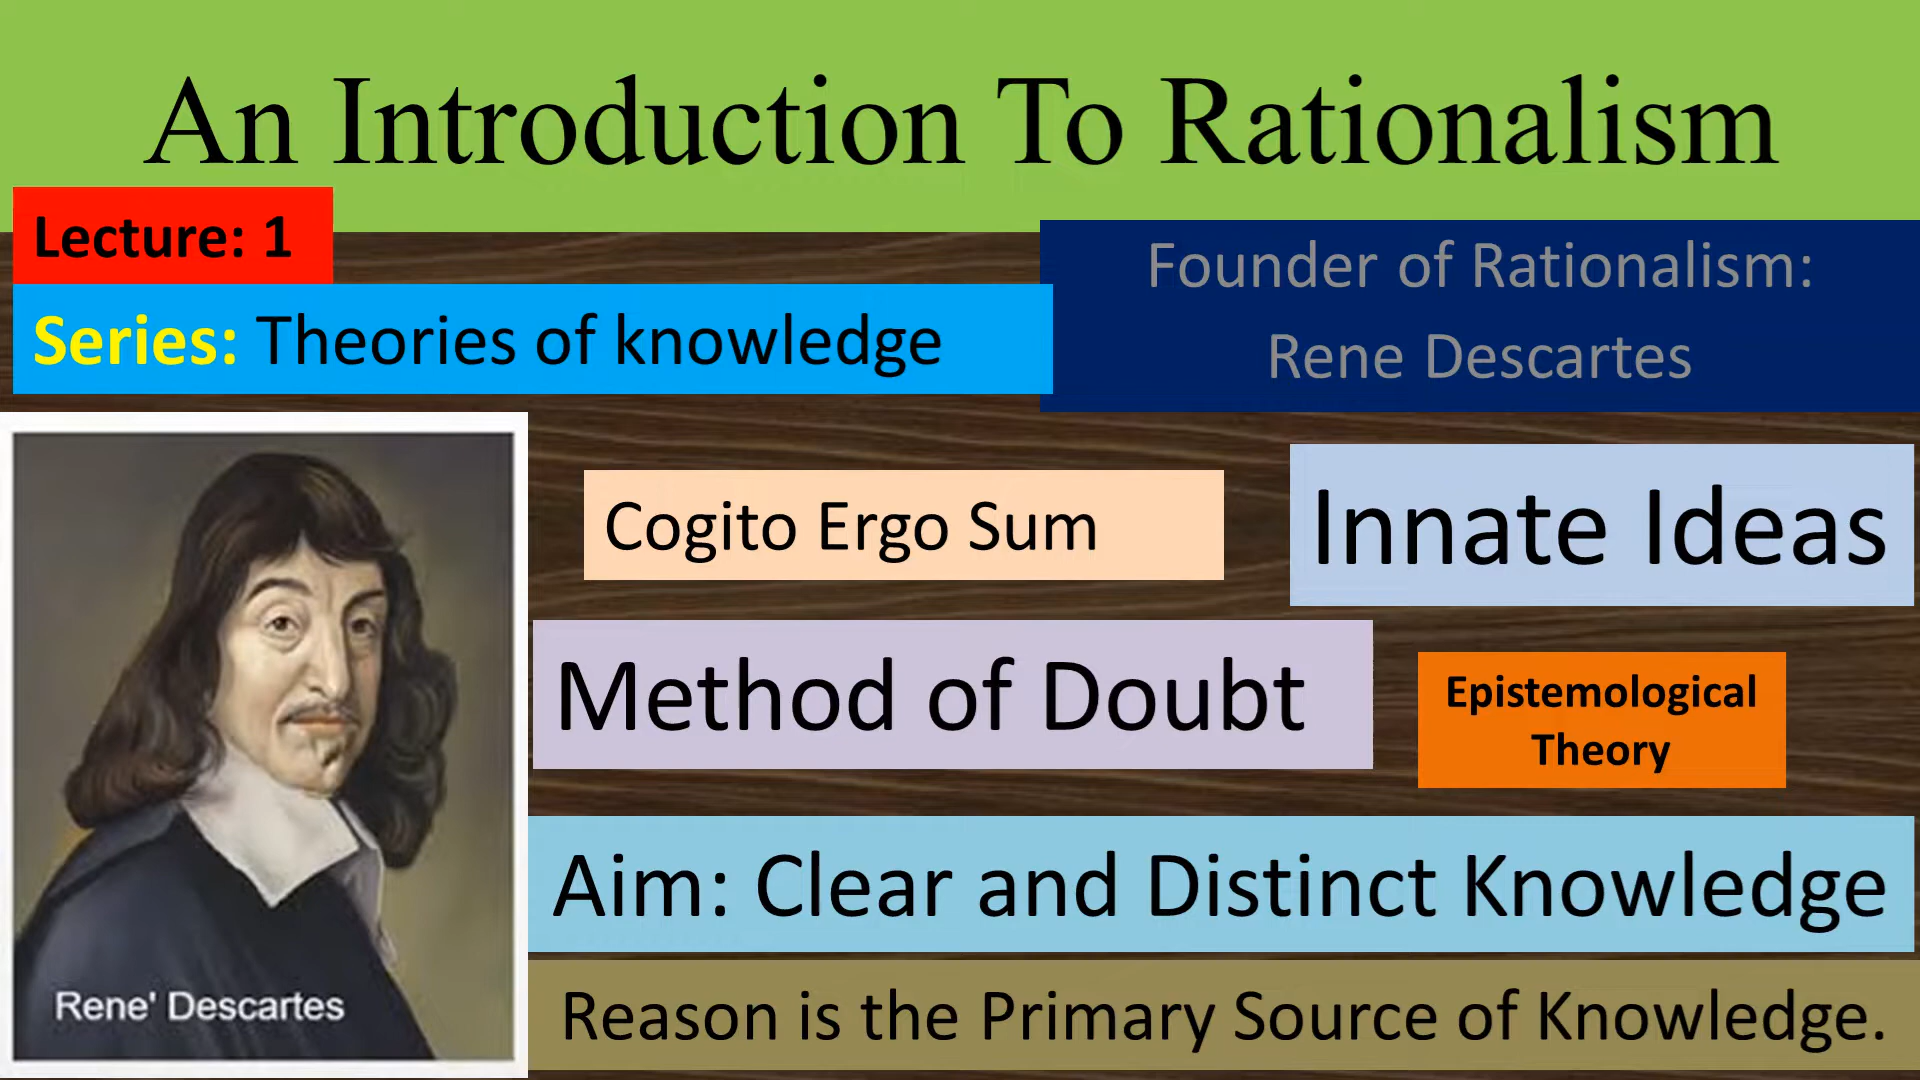 An Introduction To Rationalism
Lecture: 1
Series: Theories of knowledge
Founder of Rationalism:
Rene Descartes
Cogito Ergo Sum
Innate Ideas
Method of Doubt
Epistemological
Theory
Aim: Clear and Distinct Knowledge
Reason is the Primary Source of Knowledge.
Rene' Descartes